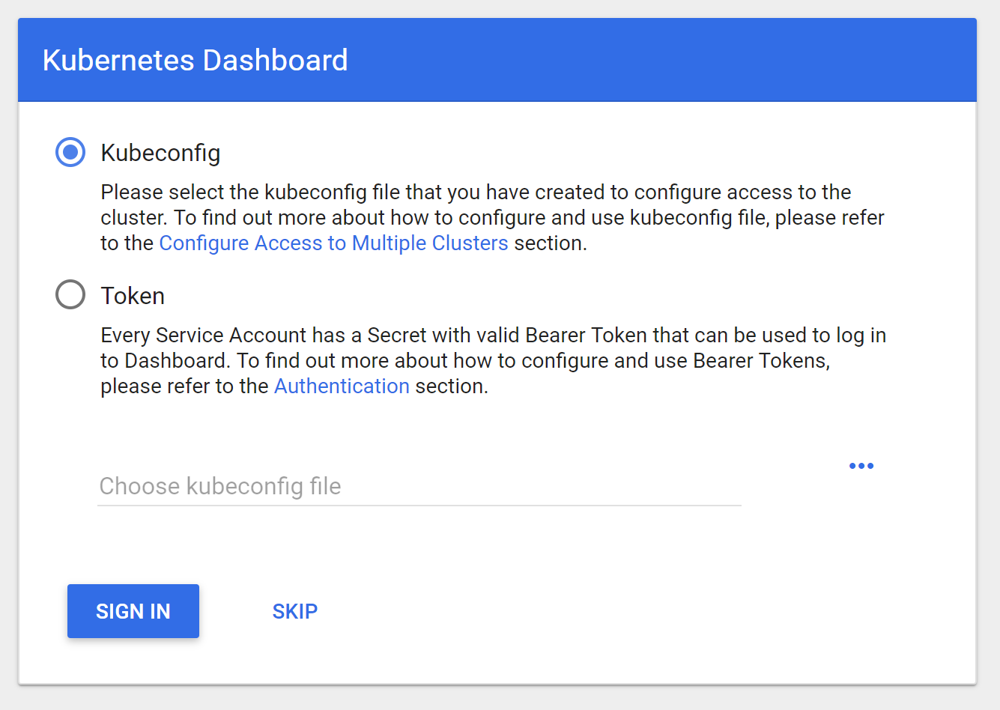 Kubernetes Dashboard
Kubeconfig
Please select the kubeconfig file that you have created to configure access to the
cluster. To find out more about how to configure and use kubeconfig file, please refer
to the Configure Access to Multiple Clusters section.
Token
Every Service Account has a Secret with valid Bearer Token that can be used to log in
to Dashboard. To find out more about how to configure and use Bearer Tokens,
please refer to the Authentication section.
Choose kubeconfig file
SIGN IN
SKIP